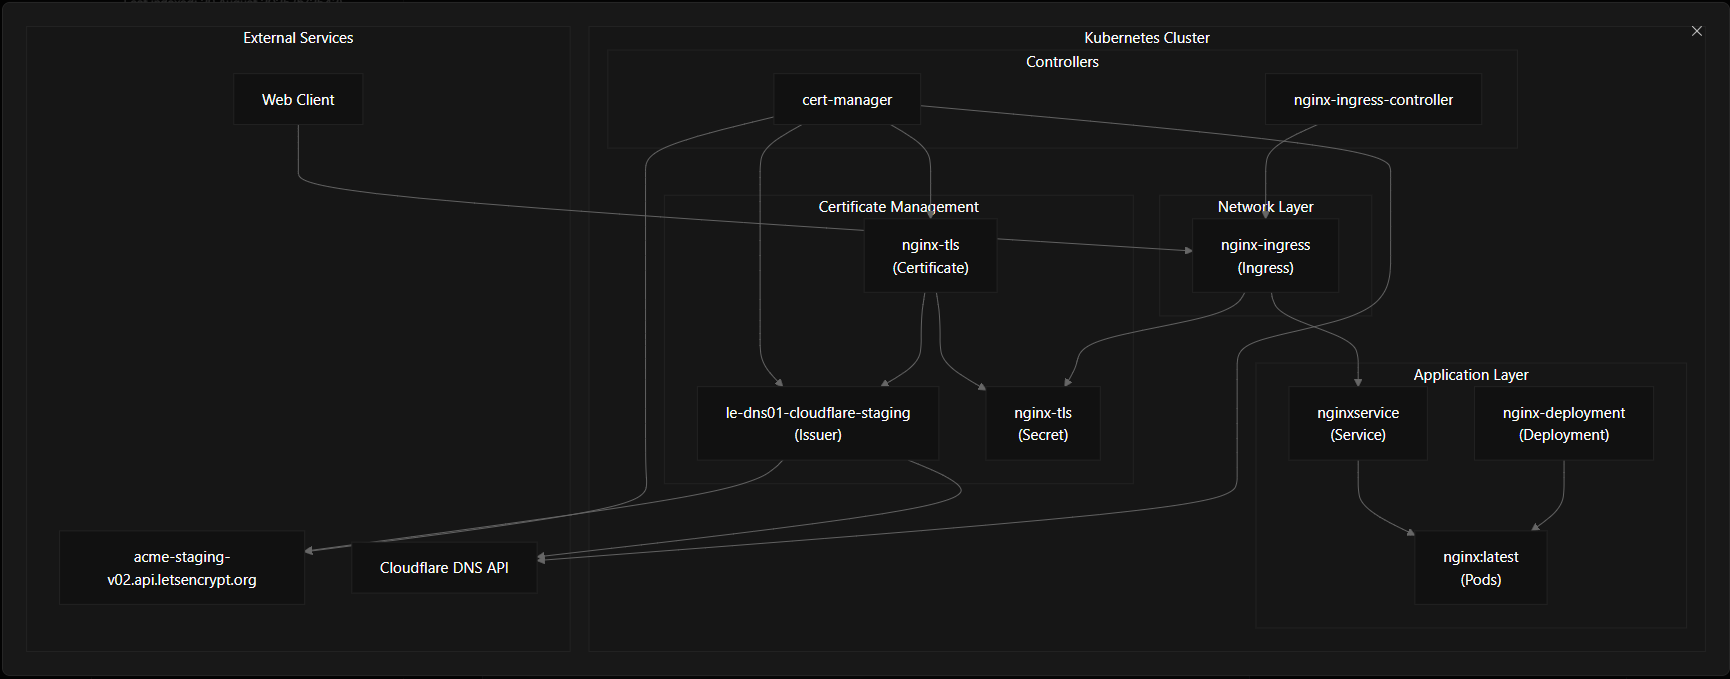 External Services
Kubernetes Cluster
Controllers
Web Client
cert-manager
nginx-ingress-controller
Certificate Management
Network Layer
nginx-tls
(Certificate)
nginx-ingress
(Ingress)
Application Layer
le-dns01-cloudflare-staging
(Issuer)
nginx-tls
(Secret)
nginxservice
(Service)
nginx-deployment
(Deployment)
acme-staging-
v02.api.letsencrypt.org
Cloudflare DNS API
nginx:latest
(Pods)